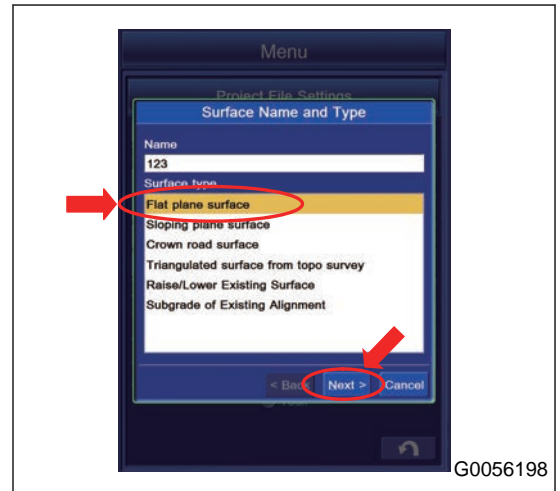 Menu
Project File Settings
Surface Name and Type
Name
123
Surface type
Flat plane surface
Sloping plane surface
Crown road surface
Triangulated surface from topo survey
Raise/Lower Existing Surface
Subgrade of Existing Alignment
< Back Next > Cancel
G0056198